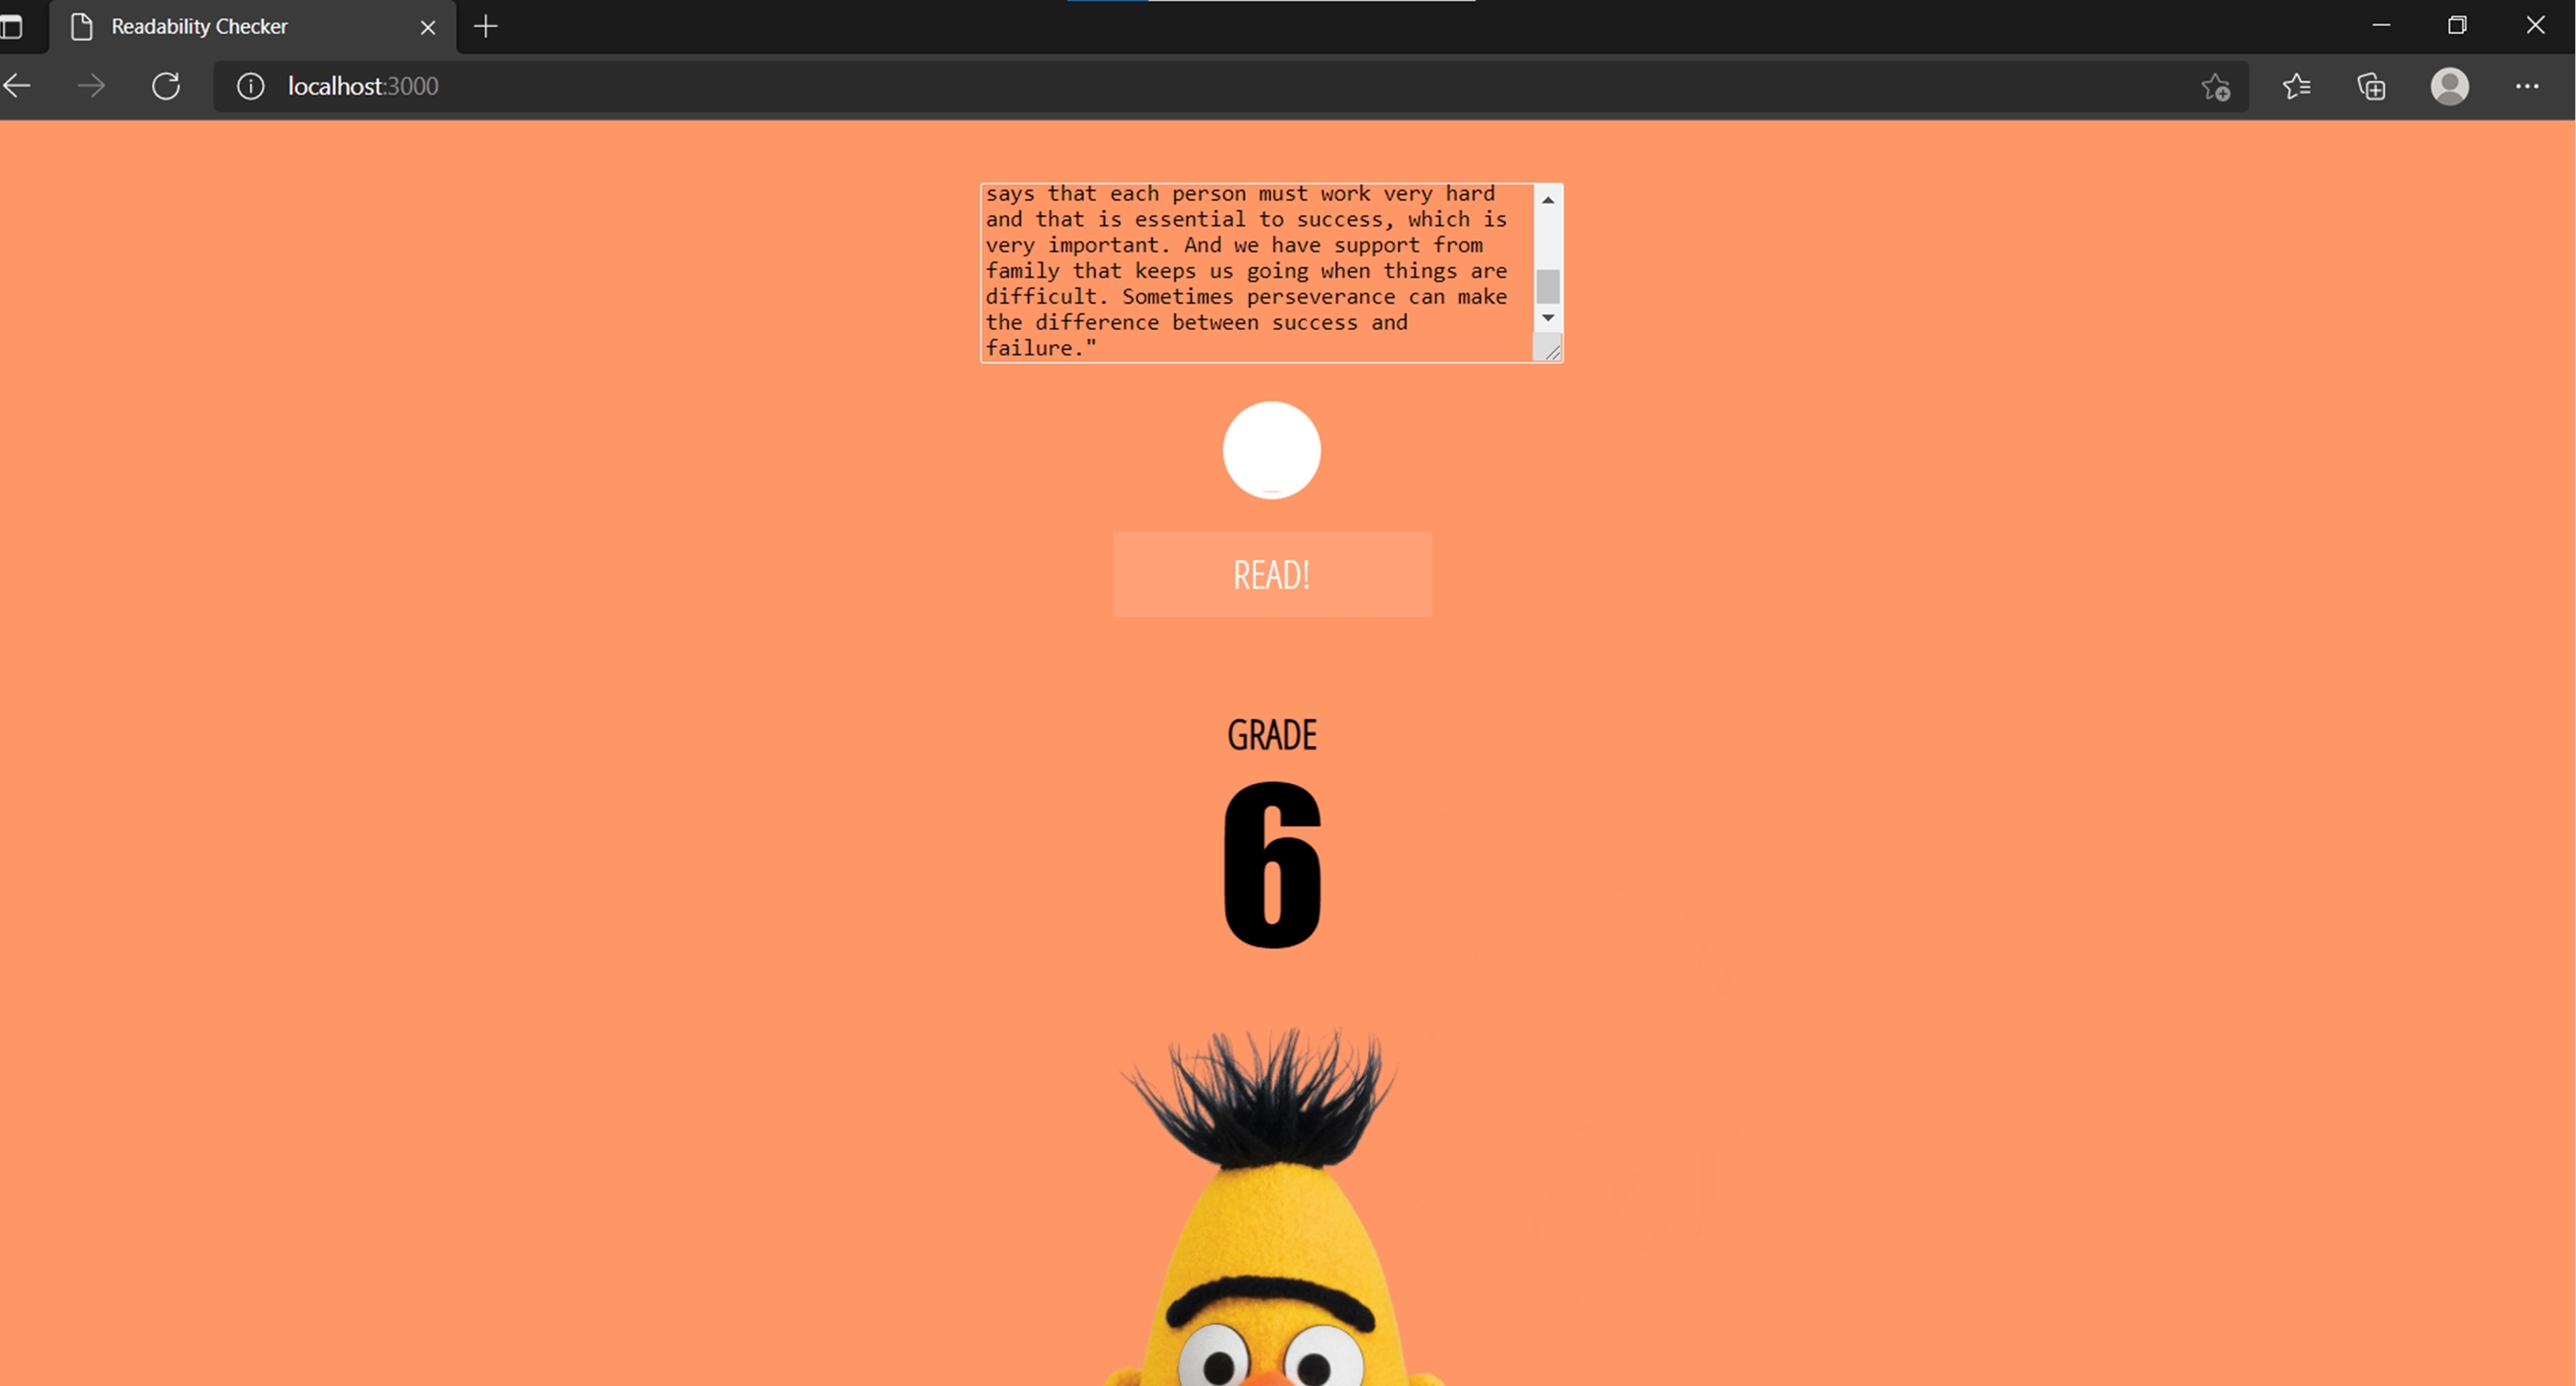 Readability Checker
localhost:3000
says that each person must work very hard
and that is essential to success, which is
very important. And we have support from
family that keeps us going when things are
difficult. Sometimes perseverance can make
the difference between success and
failure."
READ!
GRADE
6